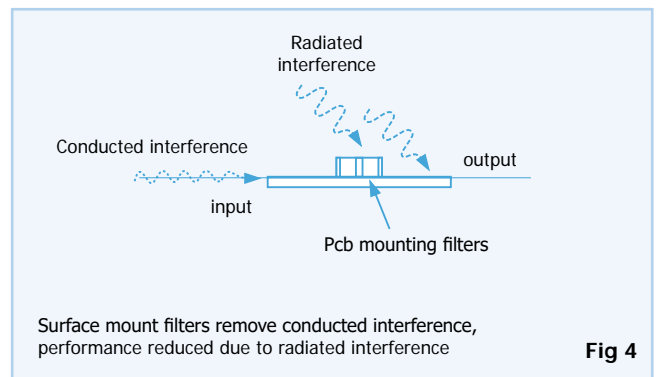 Radiated
interference
Conducted interference
output
input
Pcb mounting filters
Surface mount filters remove conducted interference,
performance reduced due to radiated interference
Fig 4